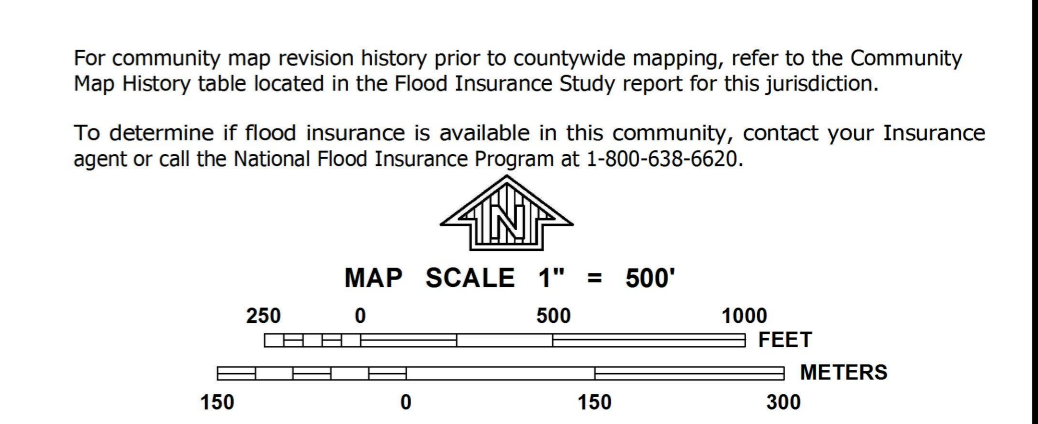 For community map revision history prior to countywide mapping, refer to the Community
Map History table located in the Flood Insurance Study report for this jurisdiction.
To determine if flood insurance is available in this community, contact your Insurance
agent or call the National Flood Insurance Program at 1-800-638-6620.
N
MAP SCALE 1" = 500'
250 0 500 1000
FEET
METERS
150 0 150 300